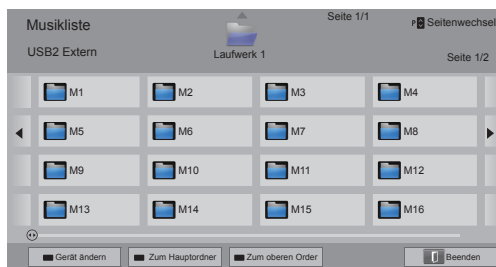 Musikliste
Seite 1/1
P Seitenwechsel
USB2 Extern
Laufwerk 1
Seite 1/2
M1 M2 M3 M4
M5 M6 M7 M8
M9 M10 M11 M12
M13 M14 M15 M16
Gerät ändern Zum Hauptordner Zum oberen Order Beenden